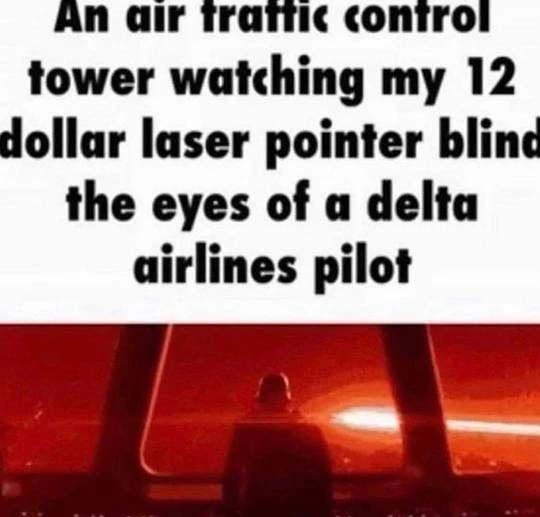 An air traffic control
tower watching my 12
dollar laser pointer blind
the eyes of a delta
airlines pilot